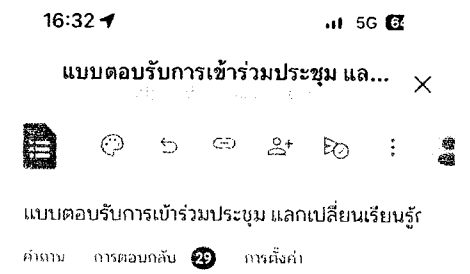 16:32 5G 64
แบบตอบรับการเข้าร่วมประชุม แล...
แบบตอบรับการเข้าร่วมประชุม แลกเปลี่ยนเรียนรู้
คำถาม การตอบกลับ 29 การตั้งค่า